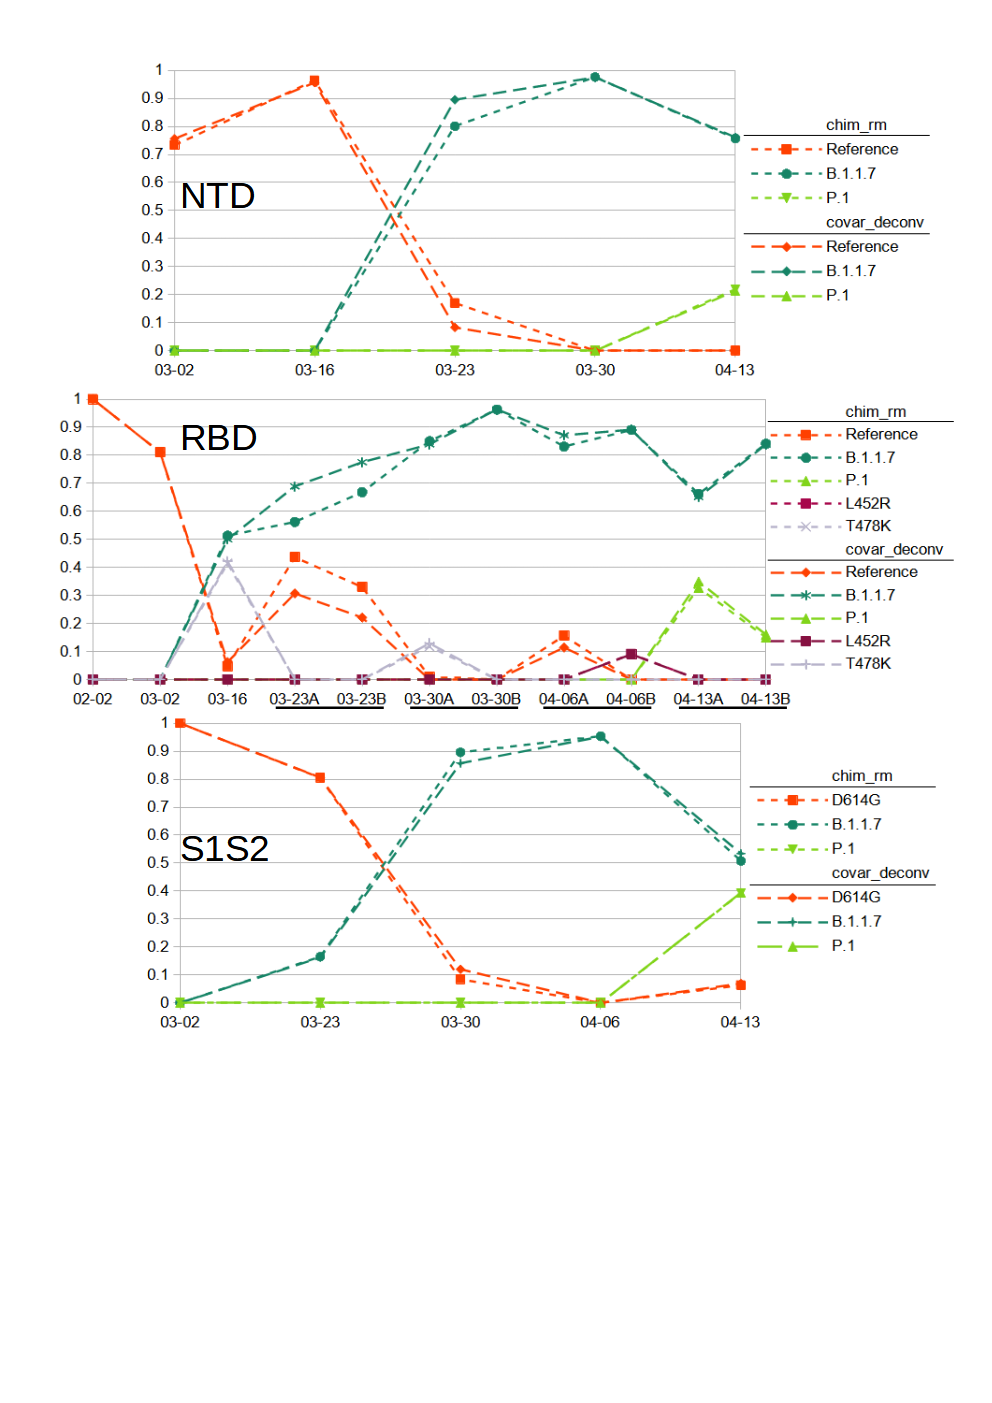 1
0.9
0.8
0.7
0.6
0.5
0.4
0.3
0.2
0.1
0
NTD
03-02 03-16 03-23 03-30 04-13
chim_rm
Reference
B.1.1.7
P.1
covar_deconv
Reference
B.1.1.7
P.1
1
0.9
0.8
0.7
0.6
0.5
0.4
0.3
0.2
0.1
0
RBD
02-02 03-02 03-16 03-23A 03-23B 03-30A 03-30B 04-06A 04-06B 04-13A 04-13B
chim_rm
Reference
B.1.1.7
P.1
L452R
T478K
covar_deconv
Reference
B.1.1.7
P.1
L452R
T478K
1
0.9
0.8
0.7
0.6
0.5
0.4
0.3
0.2
0.1
0
S1S2
03-02 03-23 03-30 04-06 04-13
chim_rm
D614G
B.1.1.7
P.1
covar_deconv
D614G
B.1.1.7
P.1